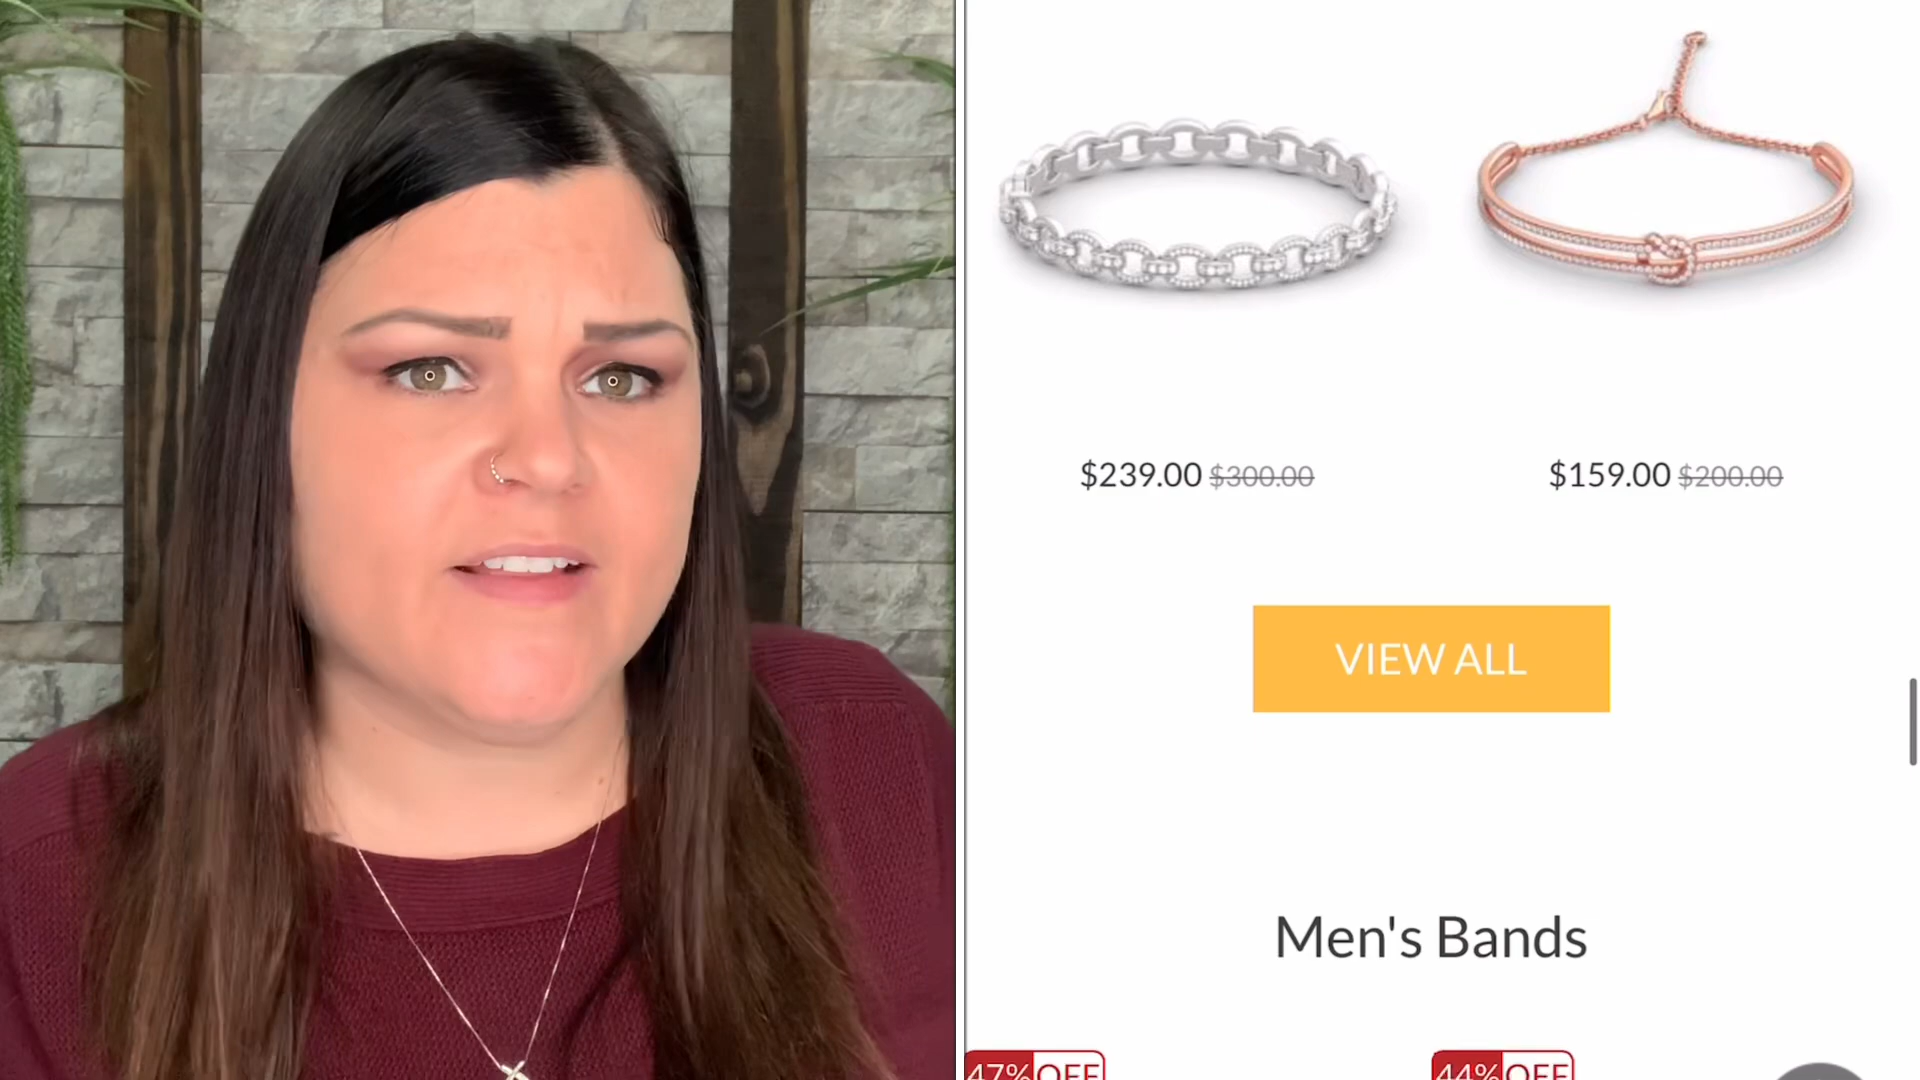 $239.00 $300.00
$159.00 $200.00
VIEW ALL
Men's Bands
47% OFF
44% OFF